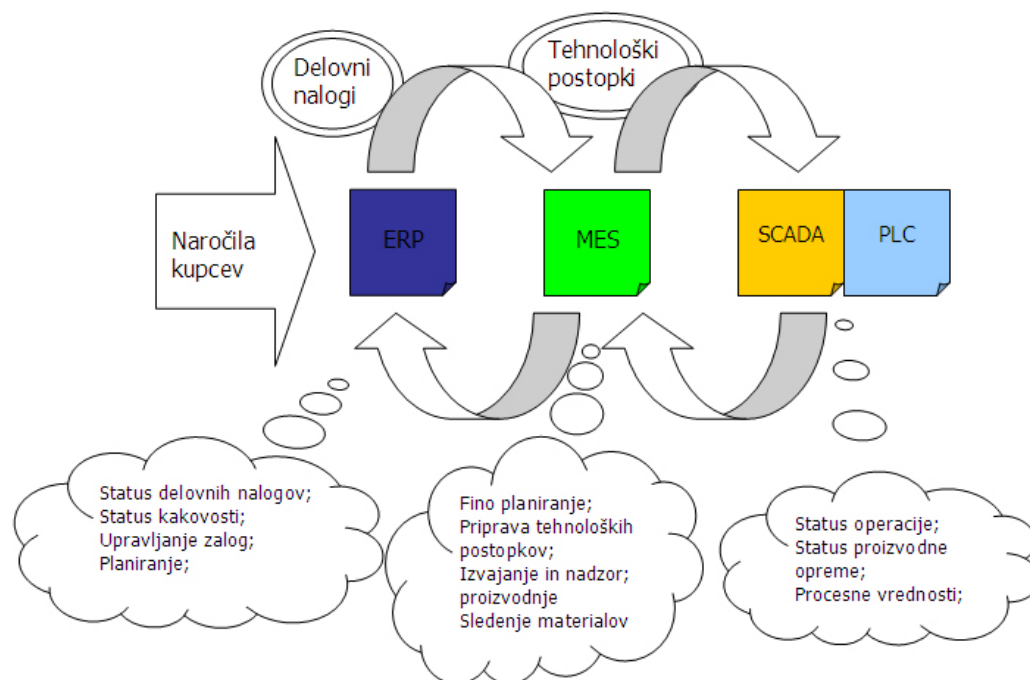 Delovni
nalogi
Tehnološki
postopki
Naročila
kupcev
ERP
MES
SCADA
PLC
Status delovnih nalogov;
Status kakovosti;
Upravljanje zalog;
Planiranje;
Fino planiranje;
Priprava tehnoloških
postopkov;
Izvajanje in nadzor;
proizvodnje
Sledenje materialov
Status operacije;
Status proizvodne
opreme;
Procesne vrednosti;